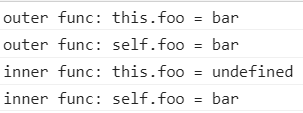 outer func: this.foo = bar
outer func: self.foo = bar
inner func: this.foo = undefined
inner func: self.foo = bar